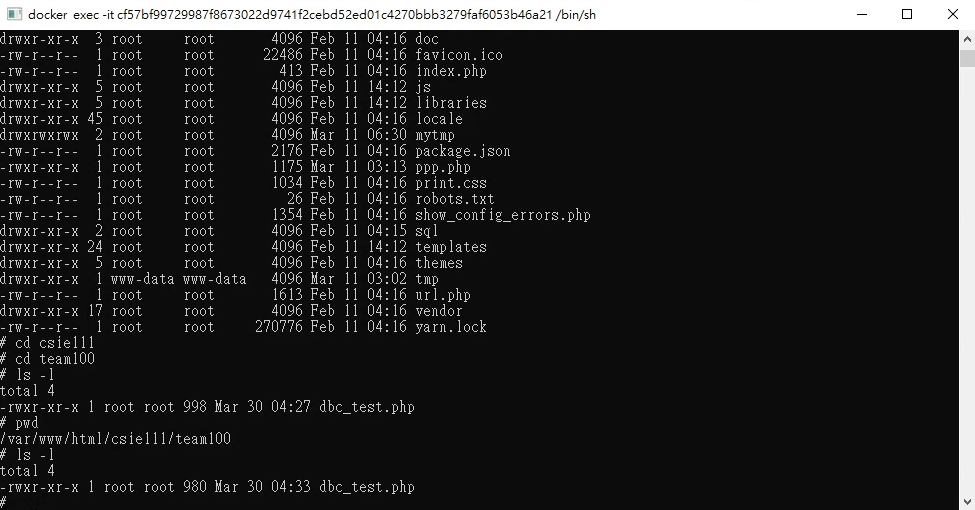 docker exec -it cf57bf99729987f8673022d9741f2cebd52ed01c4270bbb3279faf6053b46a21 /bin/sh
drwxr-xr-x  3 root     root       4096 Feb 11 04:16 doc
-rw-r--r--  1 root     root      22486 Feb 11 04:16 favicon.ico
-rw-r--r--  1 root     root        413 Feb 11 04:16 index.php
drwxr-xr-x  5 root     root       4096 Feb 11 14:12 js
drwxr-xr-x  5 root     root       4096 Feb 11 14:12 libraries
drwxr-xr-x 45 root     root       4096 Feb 11 04:16 locale
drwxrwxrwx  2 root     root       4096 Mar 11 06:30 mytmp
-rw-r--r--  1 root     root       2176 Feb 11 04:16 package.json
-rw-r--r--  1 root     root       1175 Mar 11 03:13 ppp.php
-rw-r--r--  1 root     root       1034 Feb 11 04:16 print.css
-rw-r--r--  1 root     root         26 Feb 11 04:16 robots.txt
-rw-r--r--  1 root     root       1354 Feb 11 04:16 show_config_errors.php
drwxr-xr-x  2 root     root       4096 Feb 11 04:15 sql
drwxr-xr-x 24 root     root       4096 Feb 11 14:12 templates
drwxr-xr-x  5 root     root       4096 Feb 11 04:16 themes
drwxr-xr-x  1 www-data www-data   4096 Mar 11 03:02 tmp
-rw-r--r--  1 root     root       1613 Feb 11 04:16 url.php
drwxr-xr-x 17 root     root       4096 Feb 11 04:16 vendor
-rw-r--r--  1 root     root     270776 Feb 11 04:16 yarn.lock
# cd csie111
# cd team100
# ls -l
total 4
-rwxr-xr-x 1 root root 998 Mar 30 04:27 dbc_test.php
# pwd
/var/www/html/csie111/team100
# ls -l
total 4
-rwxr-xr-x 1 root root 980 Mar 30 04:33 dbc_test.php
#